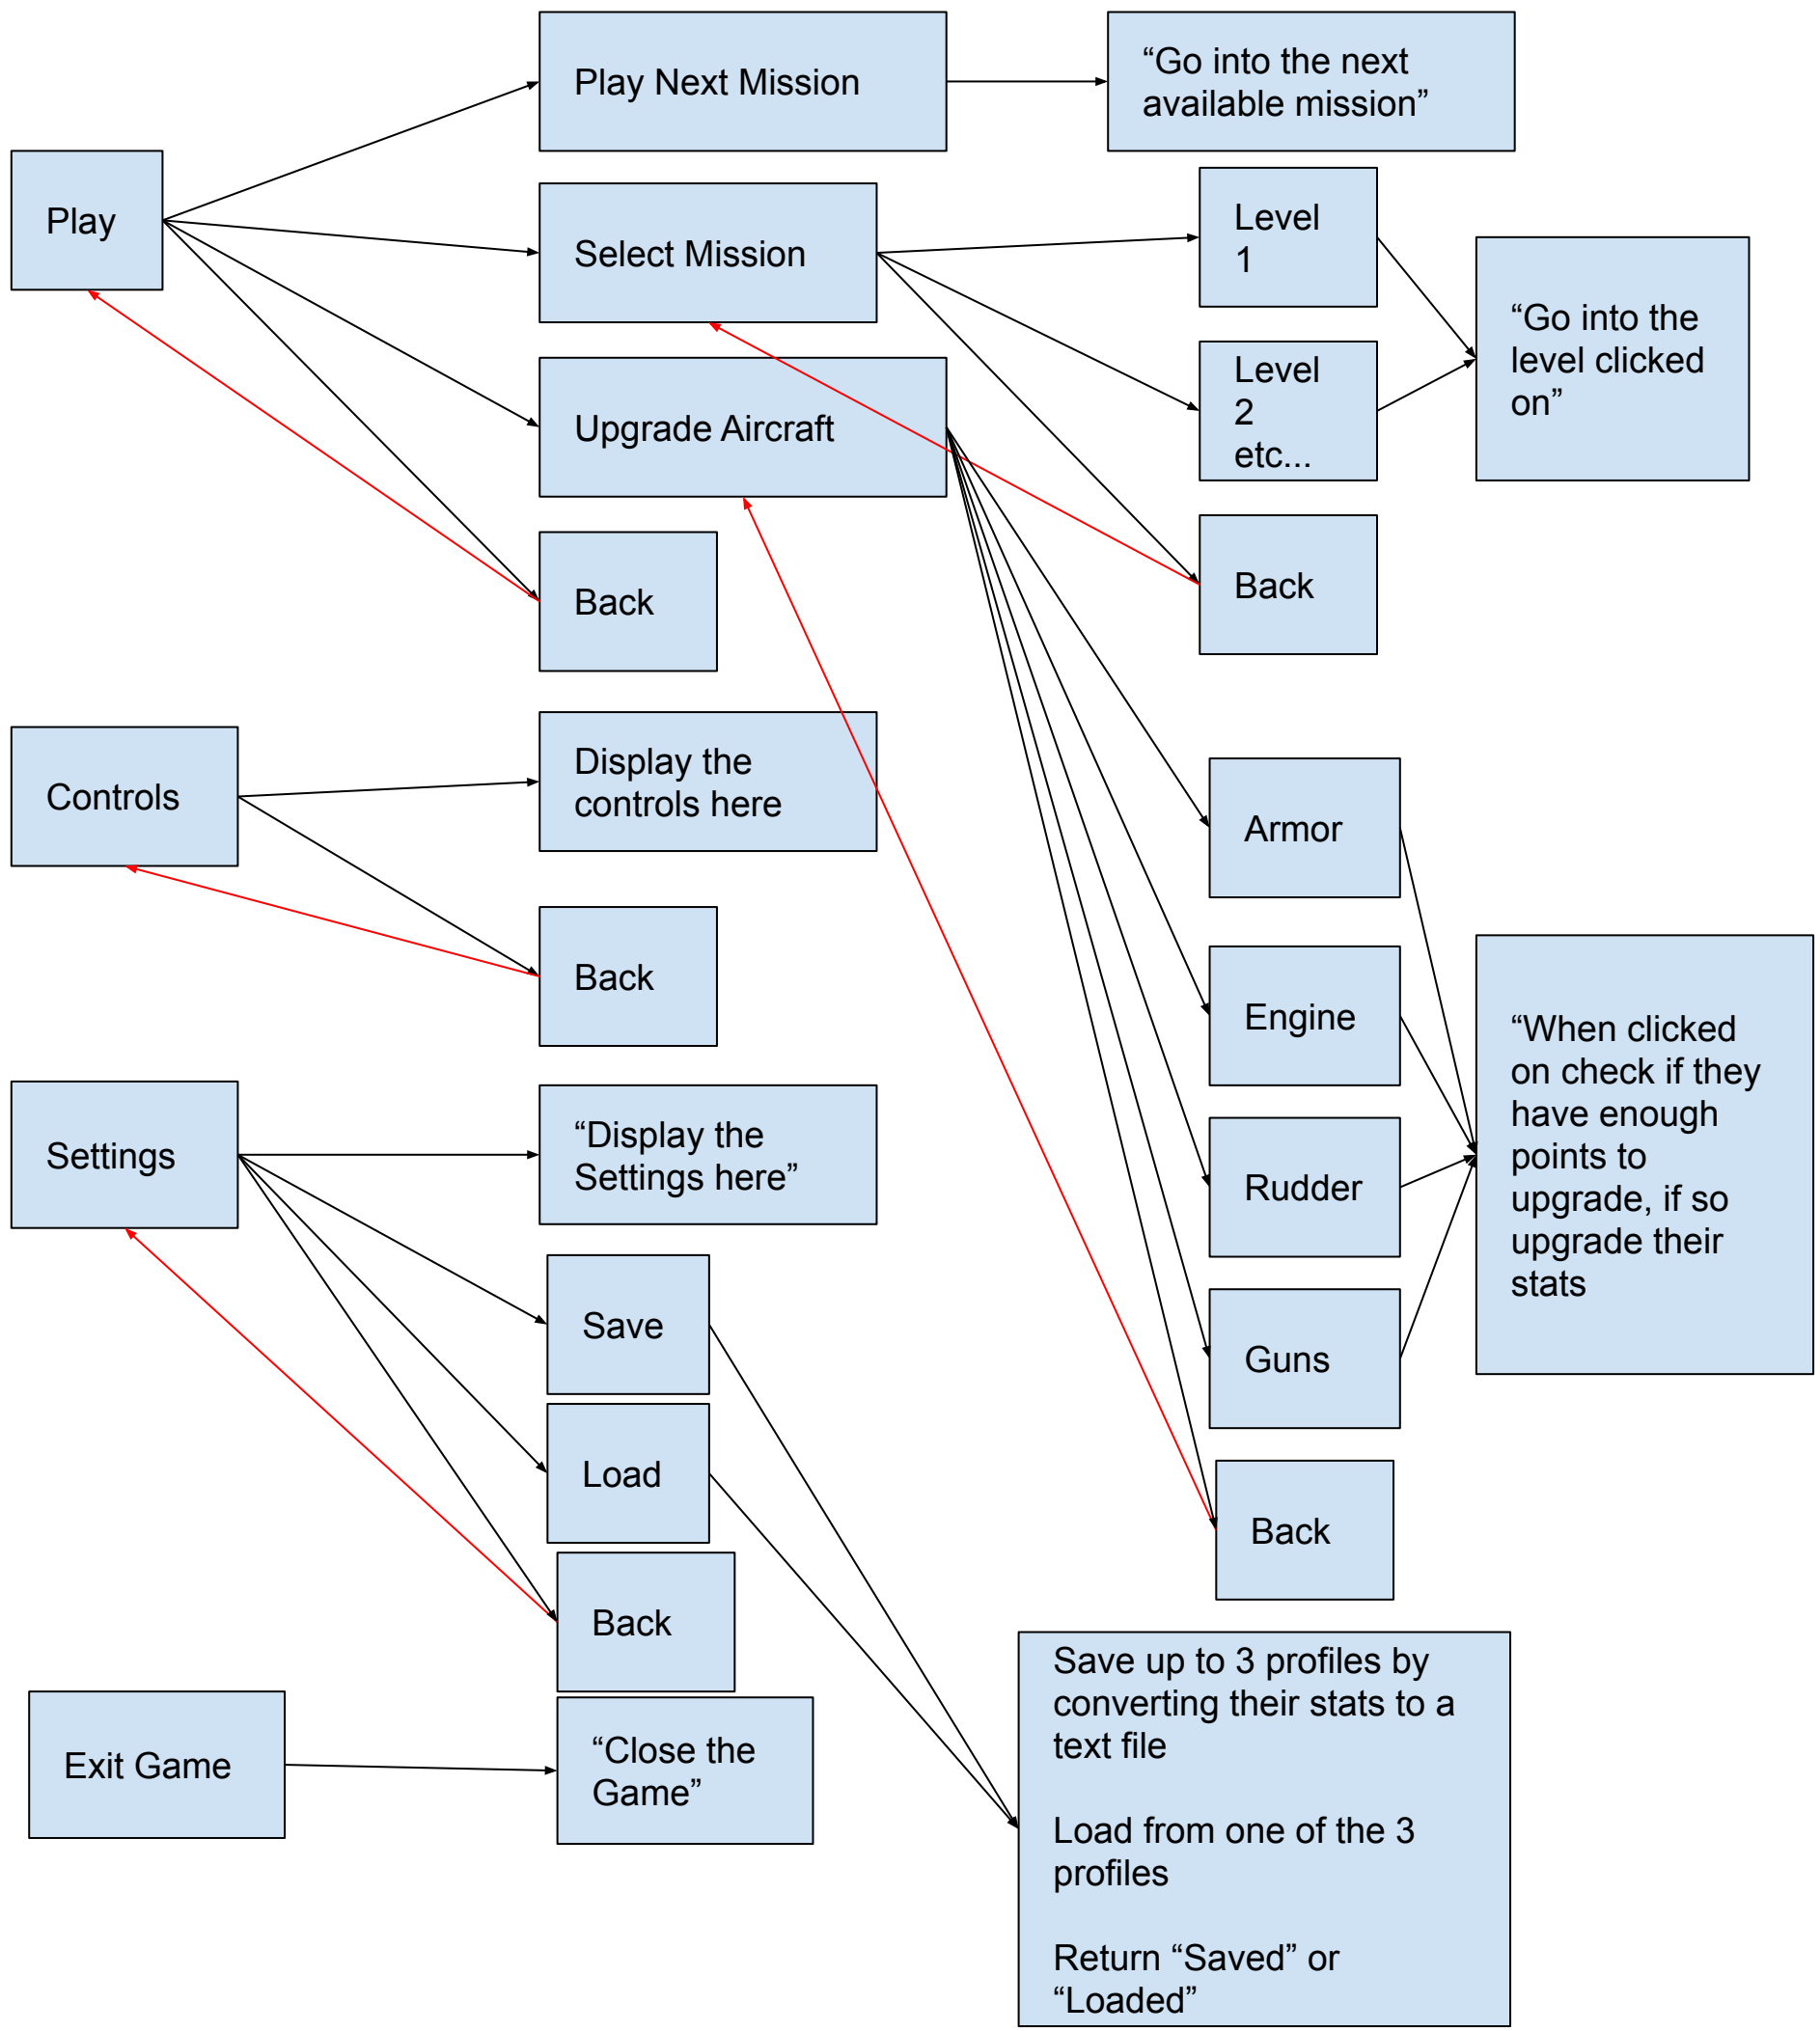 Play
Play Next Mission
“Go into the next
available mission”
Select Mission
Level
1
Level
2
etc...
“Go into the
level clicked
on”
Back
Upgrade Aircraft
Armor
Engine
Rudder
Guns
Back
“When clicked
on check if they
have enough
points to
upgrade, if so
upgrade their
stats
Back
Controls
Display the
controls here
Back
Settings
“Display the
Settings here”
Save
Load
Back
Save up to 3 profiles by
converting their stats to a
text file
Load from one of the 3
profiles
Return “Saved” or
“Loaded”
Exit Game
“Close the
Game”